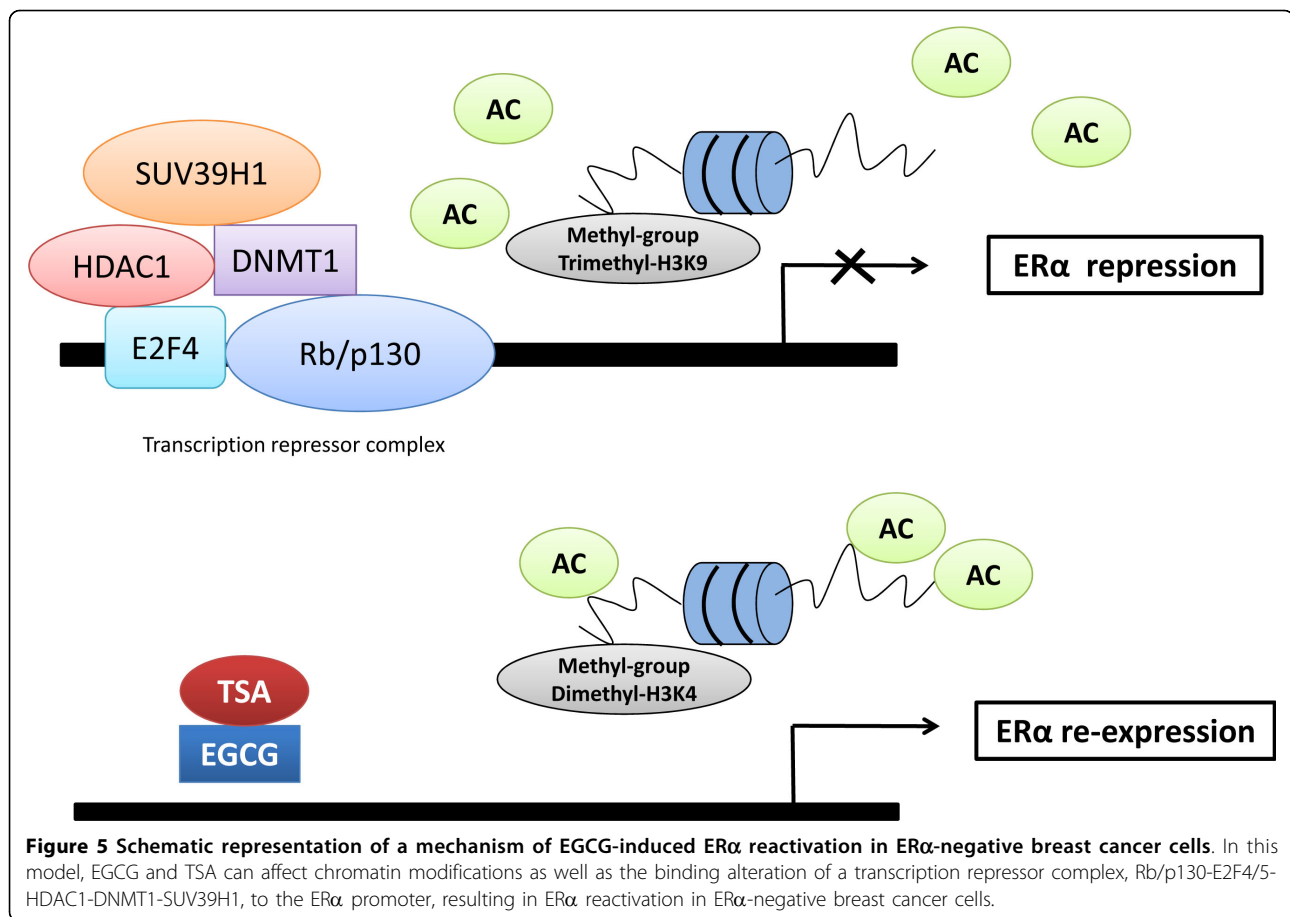 AC
AC
AC
AC
SUV39H1
HDAC1
DNMT1
Methyl-group
Trimethyl-H3K9
ERα repression
E2F4
Rb/p130
Transcription repressor complex
AC
AC
AC
Methyl-group
Dimethyl-H3K4
TSA
EGCG
ERα re-expression
Figure 5 Schematic representation of a mechanism of EGCG-induced ERα reactivation in ERα-negative breast cancer cells. In this
model, EGCG and TSA can affect chromatin modifications as well as the binding alteration of a transcription repressor complex, Rb/p130-E2F4/5-
HDAC1-DNMT1-SUV39H1, to the ERα promoter, resulting in ERα reactivation in ERα-negative breast cancer cells.